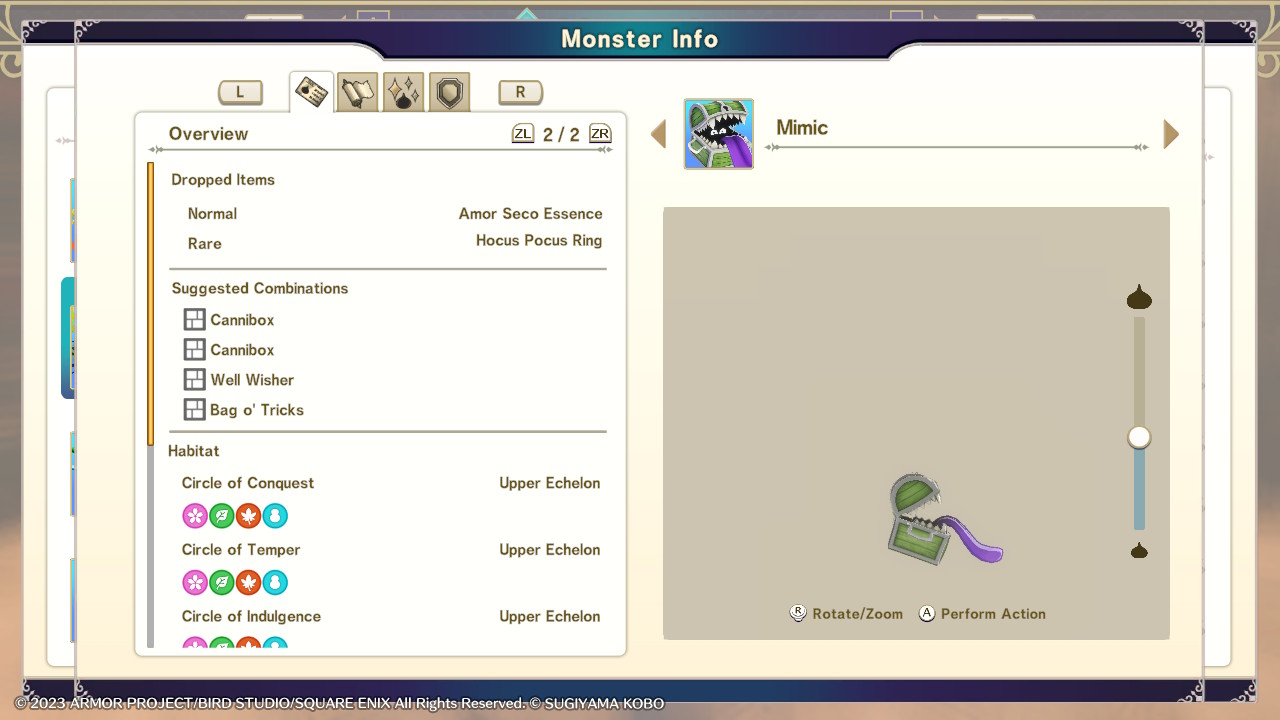 Monster Info
L
R
Overview
ZL 2 / 2 ZR
Dropped Items
Normal Amor Seco Essence
Rare Hocus Pocus Ring
Suggested Combinations
Cannibox
Cannibox
Well Wisher
Bag o' Tricks
Habitat
Circle of Conquest Upper Echelon
Circle of Temper Upper Echelon
Circle of Indulgence Upper Echelon
Mimic
R Rotate/Zoom A Perform Action
© 2023 ARMOR PROJECT/BIRD STUDIO/SQUARE ENIX All Rights Reserved. © SUGIYAMA KOBO